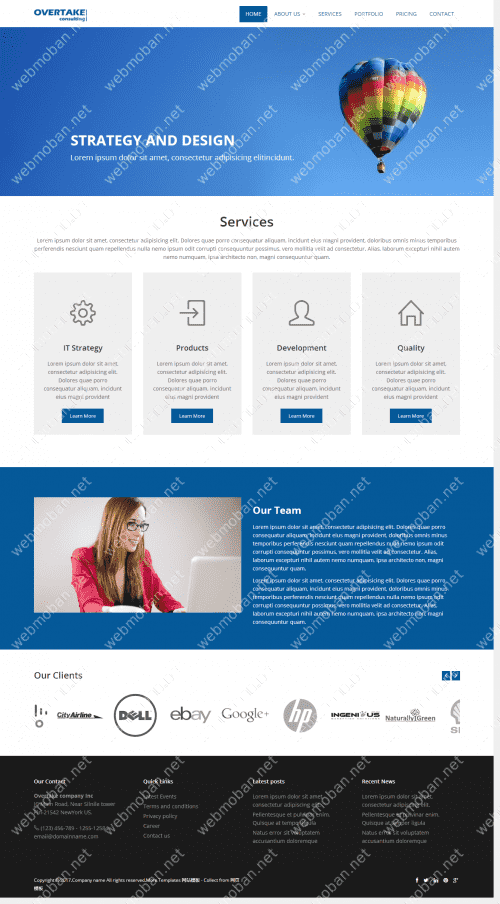 OVERTAKE
consulting
HOME ABOUT US SERVICES PORTFOLIO PRICING CONTACT
STRATEGY AND DESIGN
Lorem ipsum dolor sit amet, consectetur adipisicing elitincidunt.
Services
Lorem ipsum dolor sit amet, consectetur adipisicing elit. Dolores quae porro consequatur aliquam, incidunt eius magni provident, doloribus omnis minus temporibus
perferendis nesciunt quam repellendus nulla nemo ipsum odit corrupti consequuntur possimus, vero mollitia velit ad consectetur. Alias, laborum excepturi nihil autem nemo
numquam, ipsa architecto non, magni consequuntur quam.
IT Strategy
Lorem ipsum dolor sit amet,
consectetur adipisicing elit.
Dolores quae porro
consequatur aliquam, incidunt
eius magni provident
Learn More
Products
Lorem ipsum dolor sit amet,
consectetur adipisicing elit.
Dolores quae porro
consequatur aliquam, incidunt
eius magni provident
Learn More
Development
Lorem ipsum dolor sit amet,
consectetur adipisicing elit.
Dolores quae porro
consequatur aliquam, incidunt
eius magni provident
Learn More
Quality
Lorem ipsum dolor sit amet,
consectetur adipisicing elit.
Dolores quae porro
consequatur aliquam, incidunt
eius magni provident
Learn More
Our Team
Lorem ipsum dolor sit amet, consectetur adipisicing elit. Dolores quae
porro consequatur aliquam, incidunt eius magni provident, doloribus omnis minus
temporibus perferendis nesciunt quam repellendus nulla nemo ipsum odit
corrupti consequuntur possimus, vero mollitia velit ad consectetur. Alias,
laborum excepturi nihil autem nemo numquam, ipsa architecto non, magni
consequuntur quam.
Lorem ipsum dolor sit amet, consectetur adipisicing elit. Dolores quae
porro consequatur aliquam, incidunt eius magni provident, doloribus omnis minus
temporibus perferendis nesciunt quam repellendus nulla nemo ipsum odit
corrupti consequuntur possimus, vero mollitia velit ad consectetur. Alias,
laborum excepturi nihil autem nemo numquam, ipsa architecto non, magni
consequuntur quam.
Our Clients
CityAirline DELL ebay Google+ hp INGENIOUS NaturallyGreen
Our Contact
Overtake company Inc
Newtown Road, Near Silnile tower
21542 NewYork US.
(123) 456-789 - 1255-12584
email@domainname.com
Quick Links
Latest Events
Terms and conditions
Privacy policy
Career
Contact us
Latest posts
Lorem ipsum dolor sit amet,
Pellentesque et pulvinar enim.
Quisque at tempor ligula
Natus error sit voluptatem
accusantium doloremque
Recent News
Lorem ipsum dolor sit amet,
Pellentesque et pulvinar enim.
Quisque at tempor ligula
Natus error sit voluptatem
accusantium doloremque
Copyright © 2017.Company name All rights reserved.More Templates 网站模板 - Collect from 网页
模板
webmoban.net